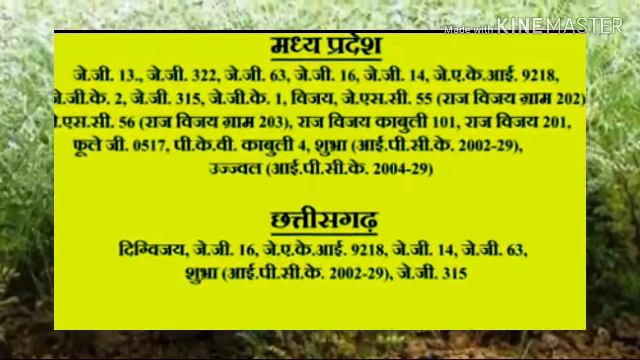 Made with KINEMASTER
मध्य प्रदेश
जे.जी. 13., जे.जी. 322, जे.जी. 63, जे.जी. 16, जे.जी. 14, जे.ए.के.आई. 9218,
जे.जी.के. 2, जे.जी. 315, जे.जी.के. 1, विजय, जे.एस.सी. 55 (राज विजय ग्राम 202)
.एस.सी. 56 (राज विजय ग्राम 203), राज विजय काबुली 101, राज विजय 201,
फूले जी. 0517, पी.के.वी. काबुली 4, शुभ्रा (आई.पी.सी.के. 2002-29),
उज्ज्वल (आई.पी.सी.के. 2004-29)
छत्तीसगढ़
दिग्विजय, जे.जी. 16, जे.ए.के.आई. 9218, जे.जी. 14, जे.जी. 63,
शुभ्रा (आई.पी.सी.के. 2002-29), जे.जी. 315